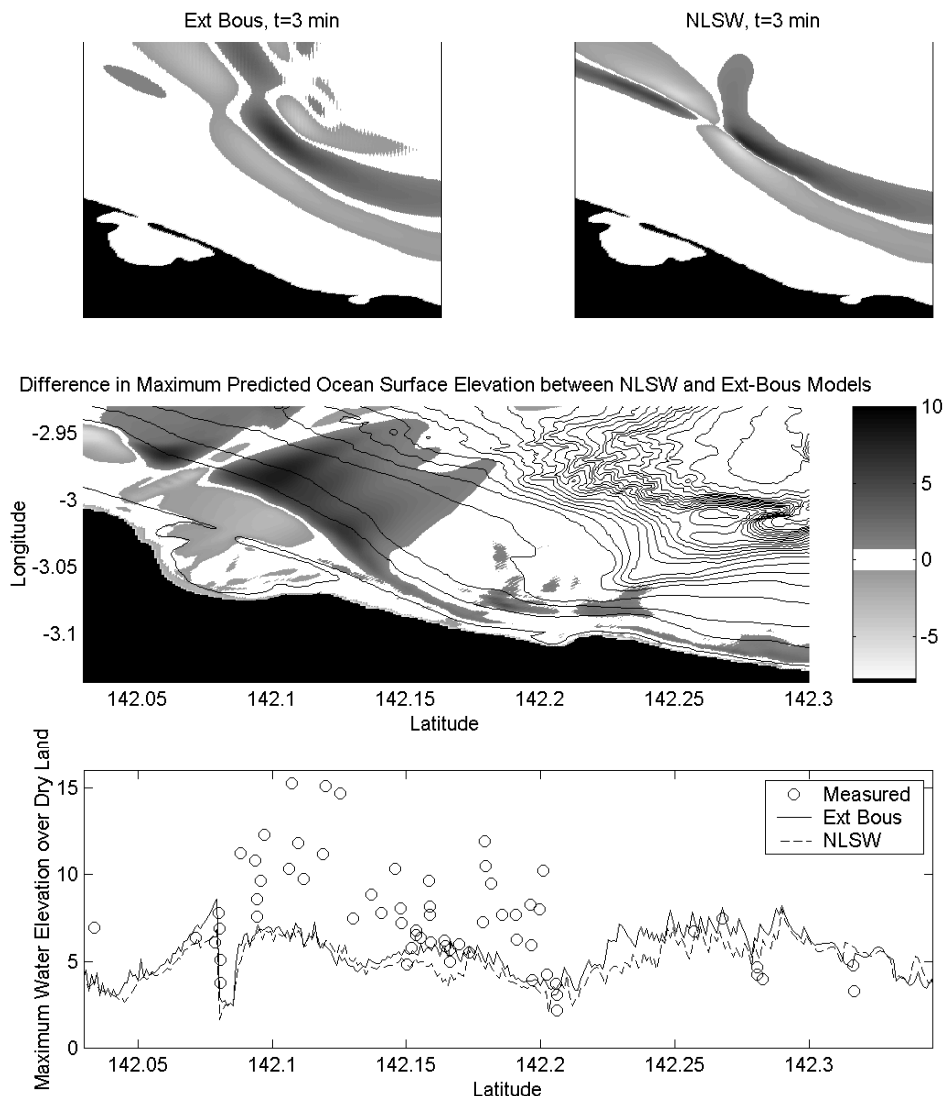 Ext Bous, t=3 min
NLSW, t=3 min
Difference in Maximum Predicted Ocean Surface Elevation between NLSW and Ext-Bous Models
-2.95
-3
-3.05
-3.1
Longitude
142.05 142.1 142.15 142.2 142.25 142.3
Latitude
10
5
0
-5
Maximum Water Elevation over Dry Land
15
10
5
0
Measured
Ext Bous
NLSW
142.05 142.1 142.15 142.2 142.25 142.3
Latitude